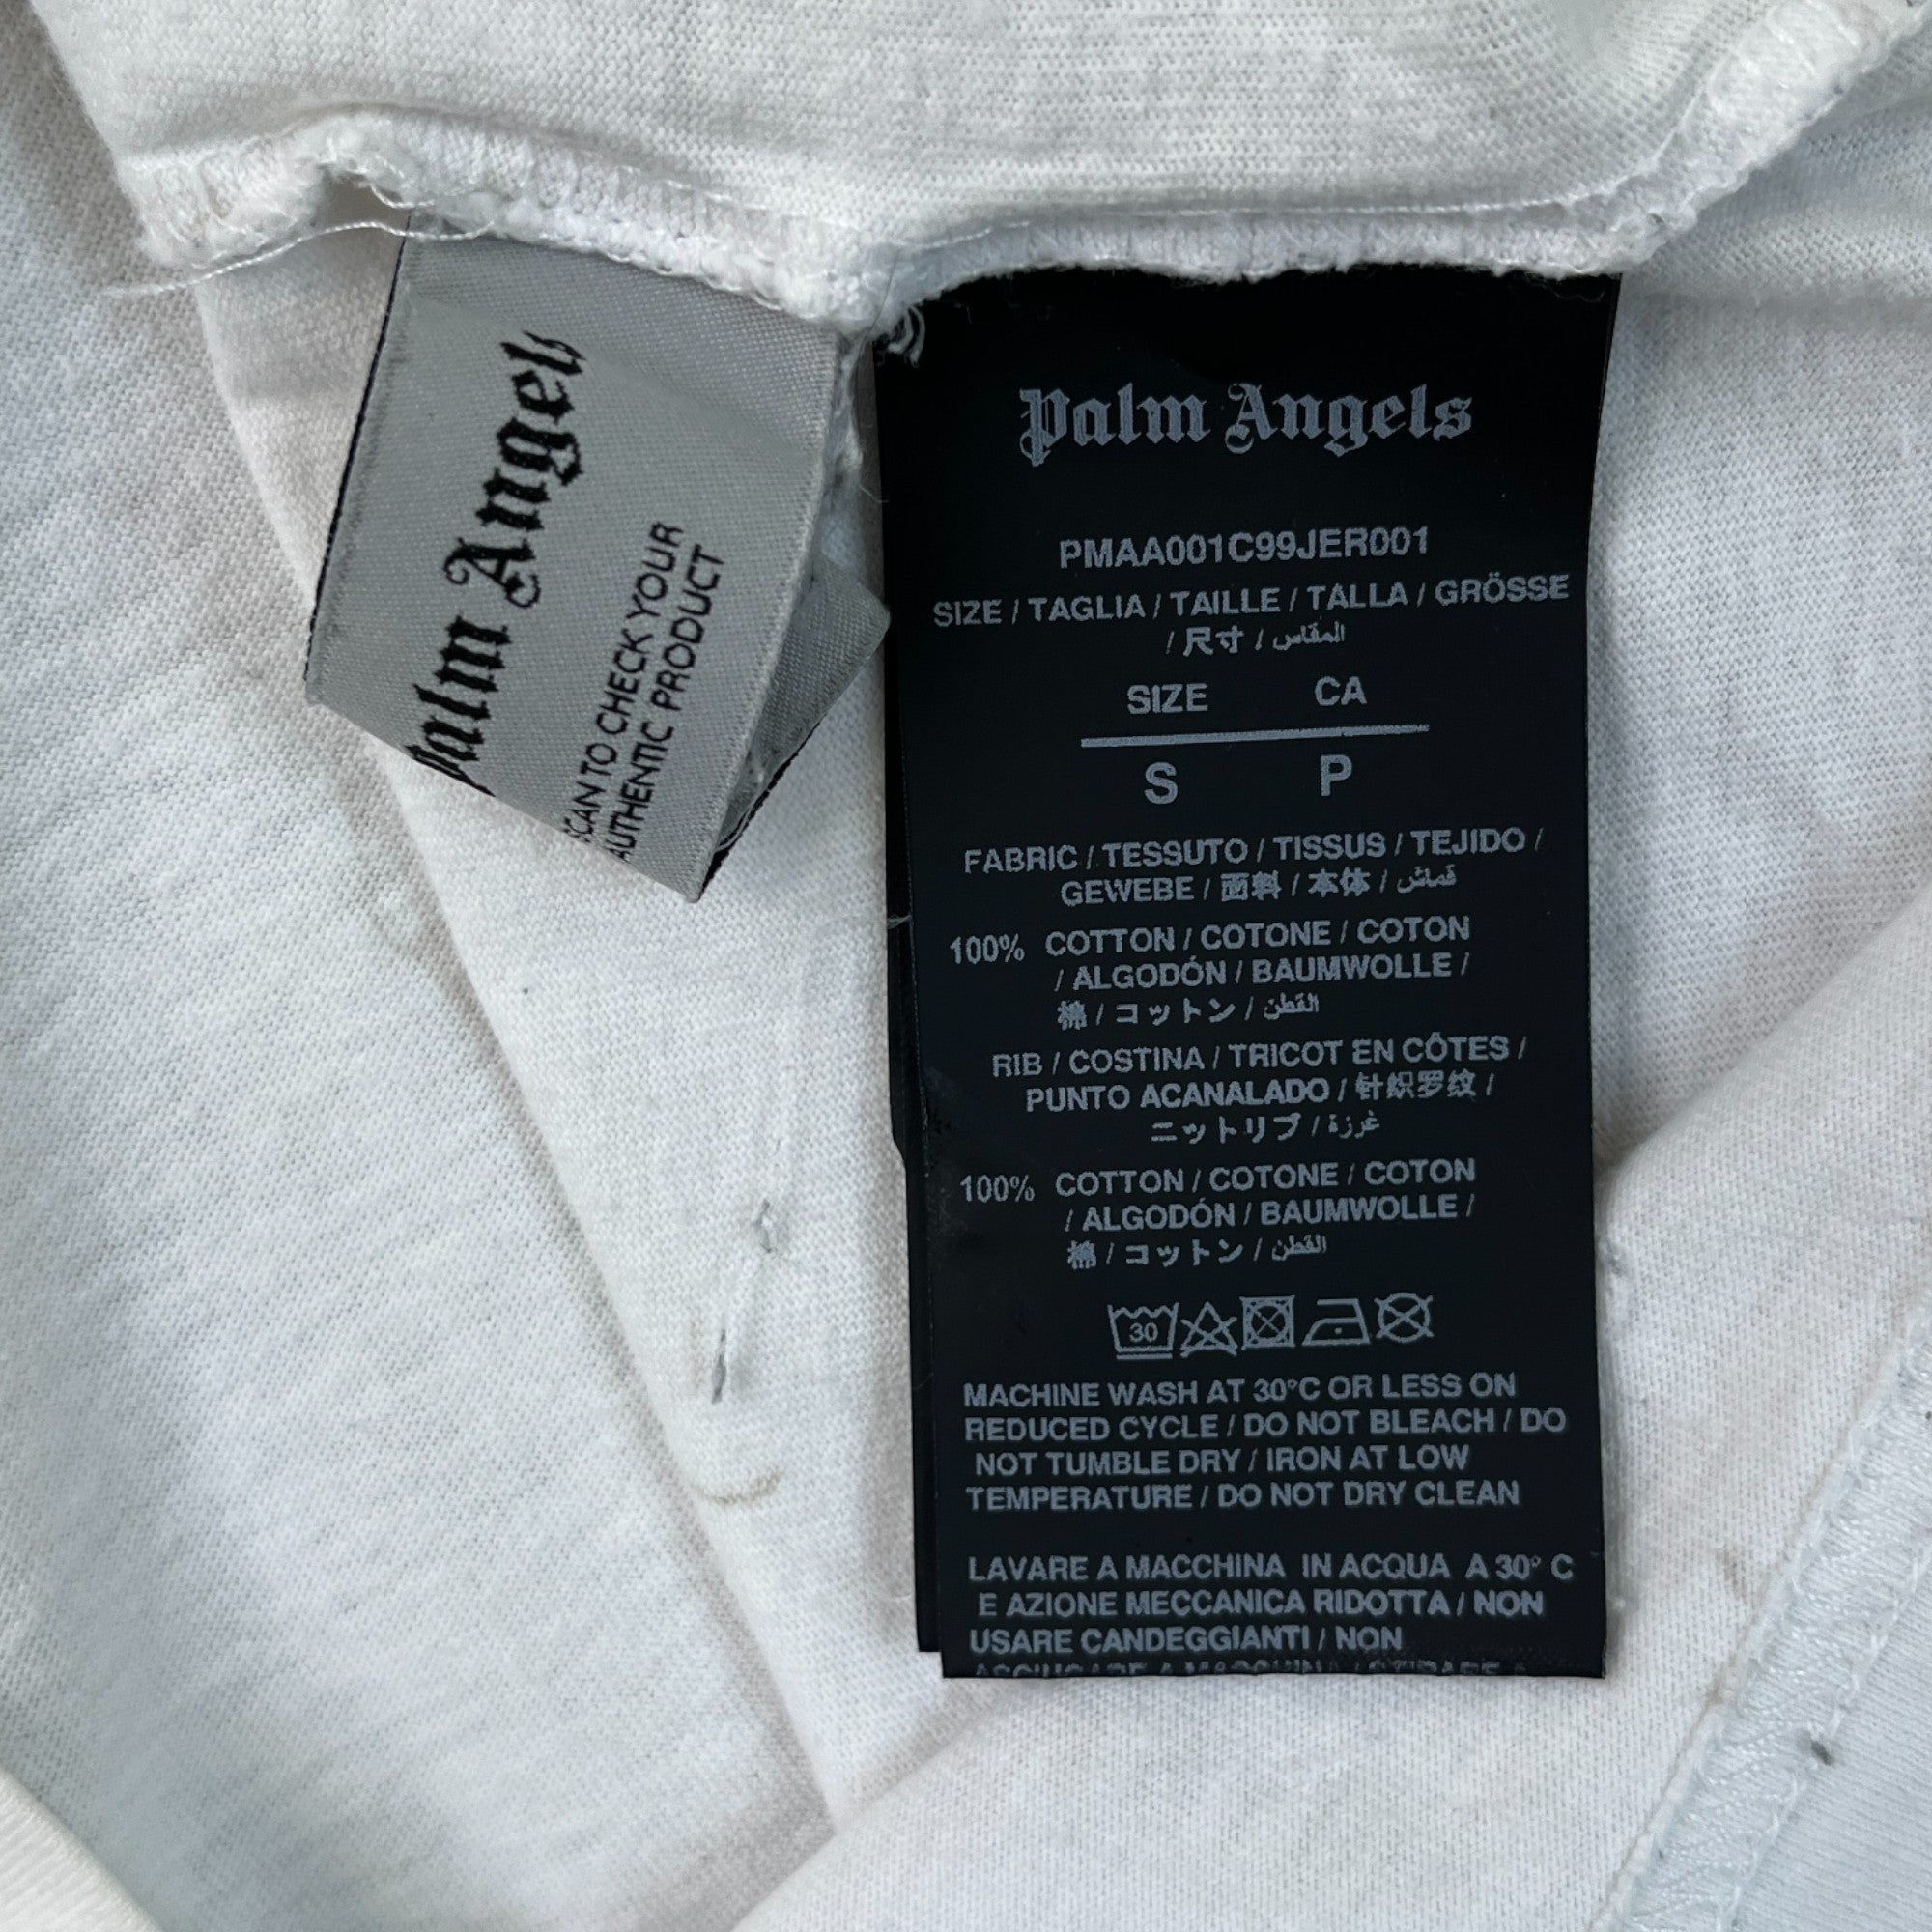 Palm Angels
SCAN TO CHECK YOUR
AUTHENTIC PRODUCT
Palm Angels
PMAA001C99JER001
SIZE / TAGLIA / TAILLE / TALLA / GRÖSSE
/ 尺寸 / المقاس
SIZE CA
S P
FABRIC / TESSUTO / TISSUS / TEJIDO /
GEWEBE / 面料 / 本体 / قماش
100% COTTON / COTONE / COTON
/ ALGODÓN / BAUMWOLLE /
棉 / コットン / القطن
RIB / COSTINA / TRICOT EN CÔTES /
PUNTO ACANALADO / 针织罗纹 /
ニットリブ / غرزة
100% COTTON / COTONE / COTON
/ ALGODÓN / BAUMWOLLE /
棉 / コットン / القطن
30
MACHINE WASH AT 30°C OR LESS ON
REDUCED CYCLE / DO NOT BLEACH / DO
NOT TUMBLE DRY / IRON AT LOW
TEMPERATURE / DO NOT DRY CLEAN
LAVARE A MACCHINA IN ACQUA A 30° C
E AZIONE MECCANICA RIDOTTA / NON
USARE CANDEGGIANTI / NON